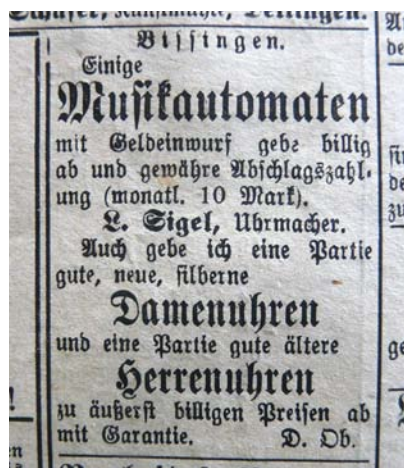 Bissingen.
Einige
Musikautomaten
mit Geldeinwurf gebe billig
ab und gewähre Abschlagszahl-
ung (monatl. 10 Mark).
L. Sigel, Uhrmacher.
Auch gebe ich eine Partie
gute, neue, silberne
Damenuhren
und eine Partie gute ältere
Herrenuhren
zu äußerst billigen Preisen ab
mit Garantie. D. Ob.